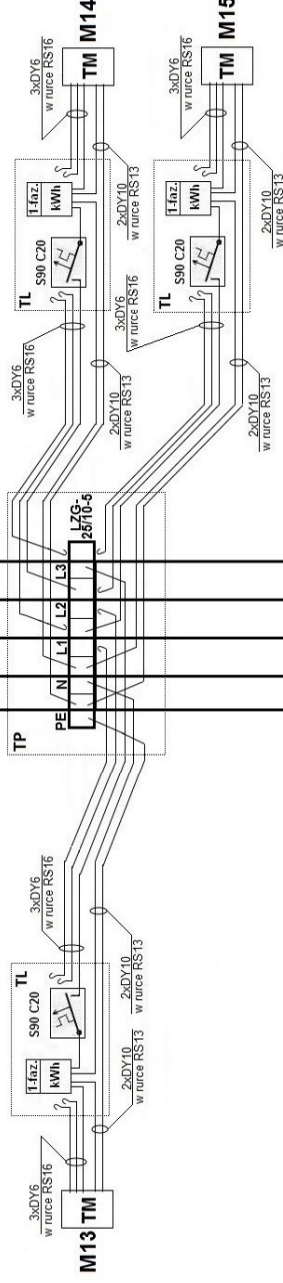 M13
TM
3xDY6
w rurce RS16
2xDY10
w rurce RS13
TL
1-faz.
kWh
S90 C20
3xDY6
w rurce RS16
2xDY10
w rurce RS13
TP
PE
N
L1
L2
L3
LZG-
25/10-5
3xDY6
w rurce RS16
2xDY10
w rurce RS13
TL
S90 C20
1-faz.
kWh
3xDY6
w rurce RS16
2xDY10
w rurce RS13
TM
M14
3xDY6
w rurce RS16
2xDY10
w rurce RS13
TL
S90 C20
1-faz.
kWh
3xDY6
w rurce RS16
2xDY10
w rurce RS13
TM
M15